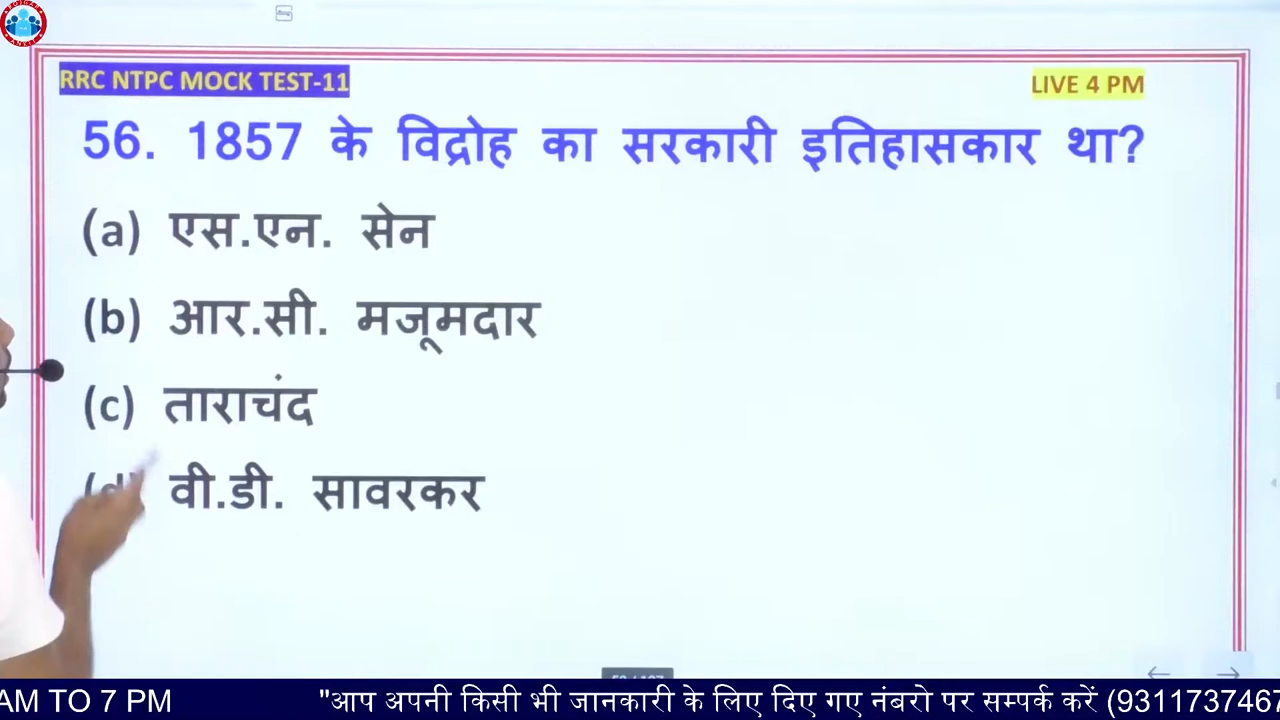 RRC NTPC MOCK TEST-11
LIVE 4 PM
56. 1857 के विद्रोह का सरकारी इतिहासकार था?
(a) एस.एन. सेन
(b) आर.सी. मजूमदार
(c) ताराचंद
(d) वी.डी. सावरकर
AM TO 7 PM "आप अपनी किसी भी जानकारी के लिए दिए गए नंबरो पर सम्पर्क करें (9311737467